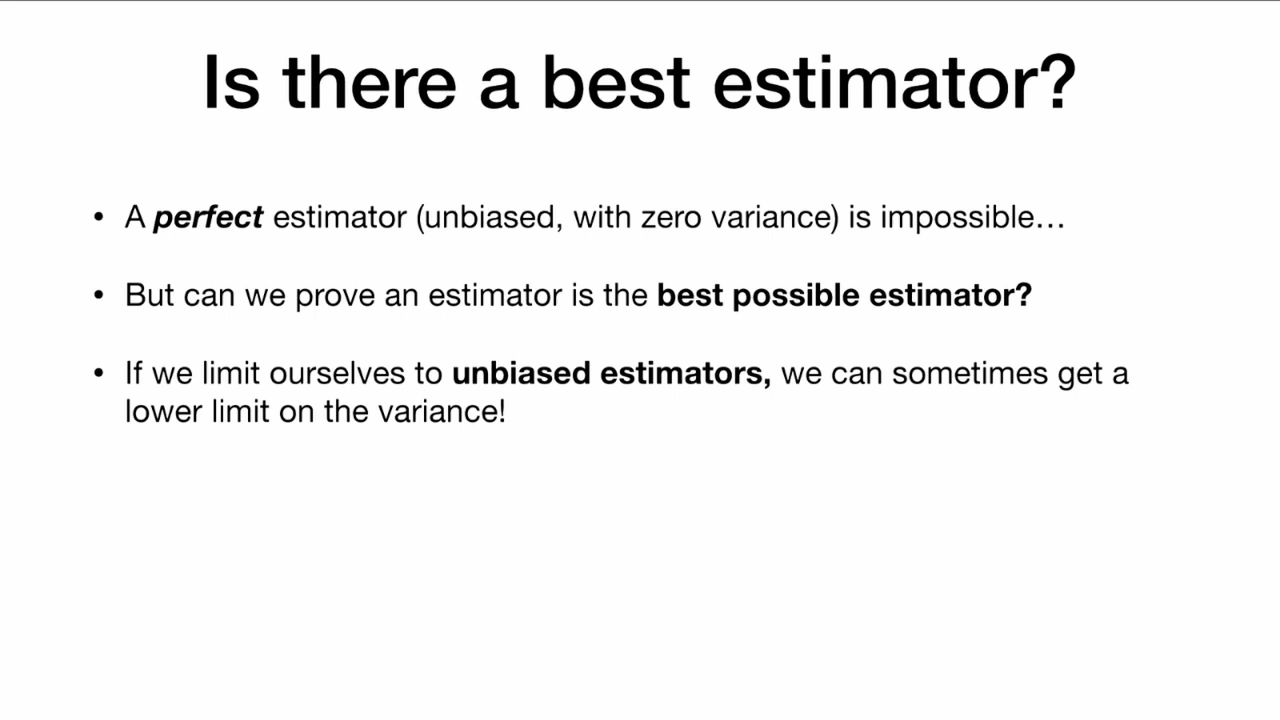 Is there a best estimator?
• A perfect estimator (unbiased, with zero variance) is impossible…
• But can we prove an estimator is the best possible estimator?
• If we limit ourselves to unbiased estimators, we can sometimes get a
lower limit on the variance!